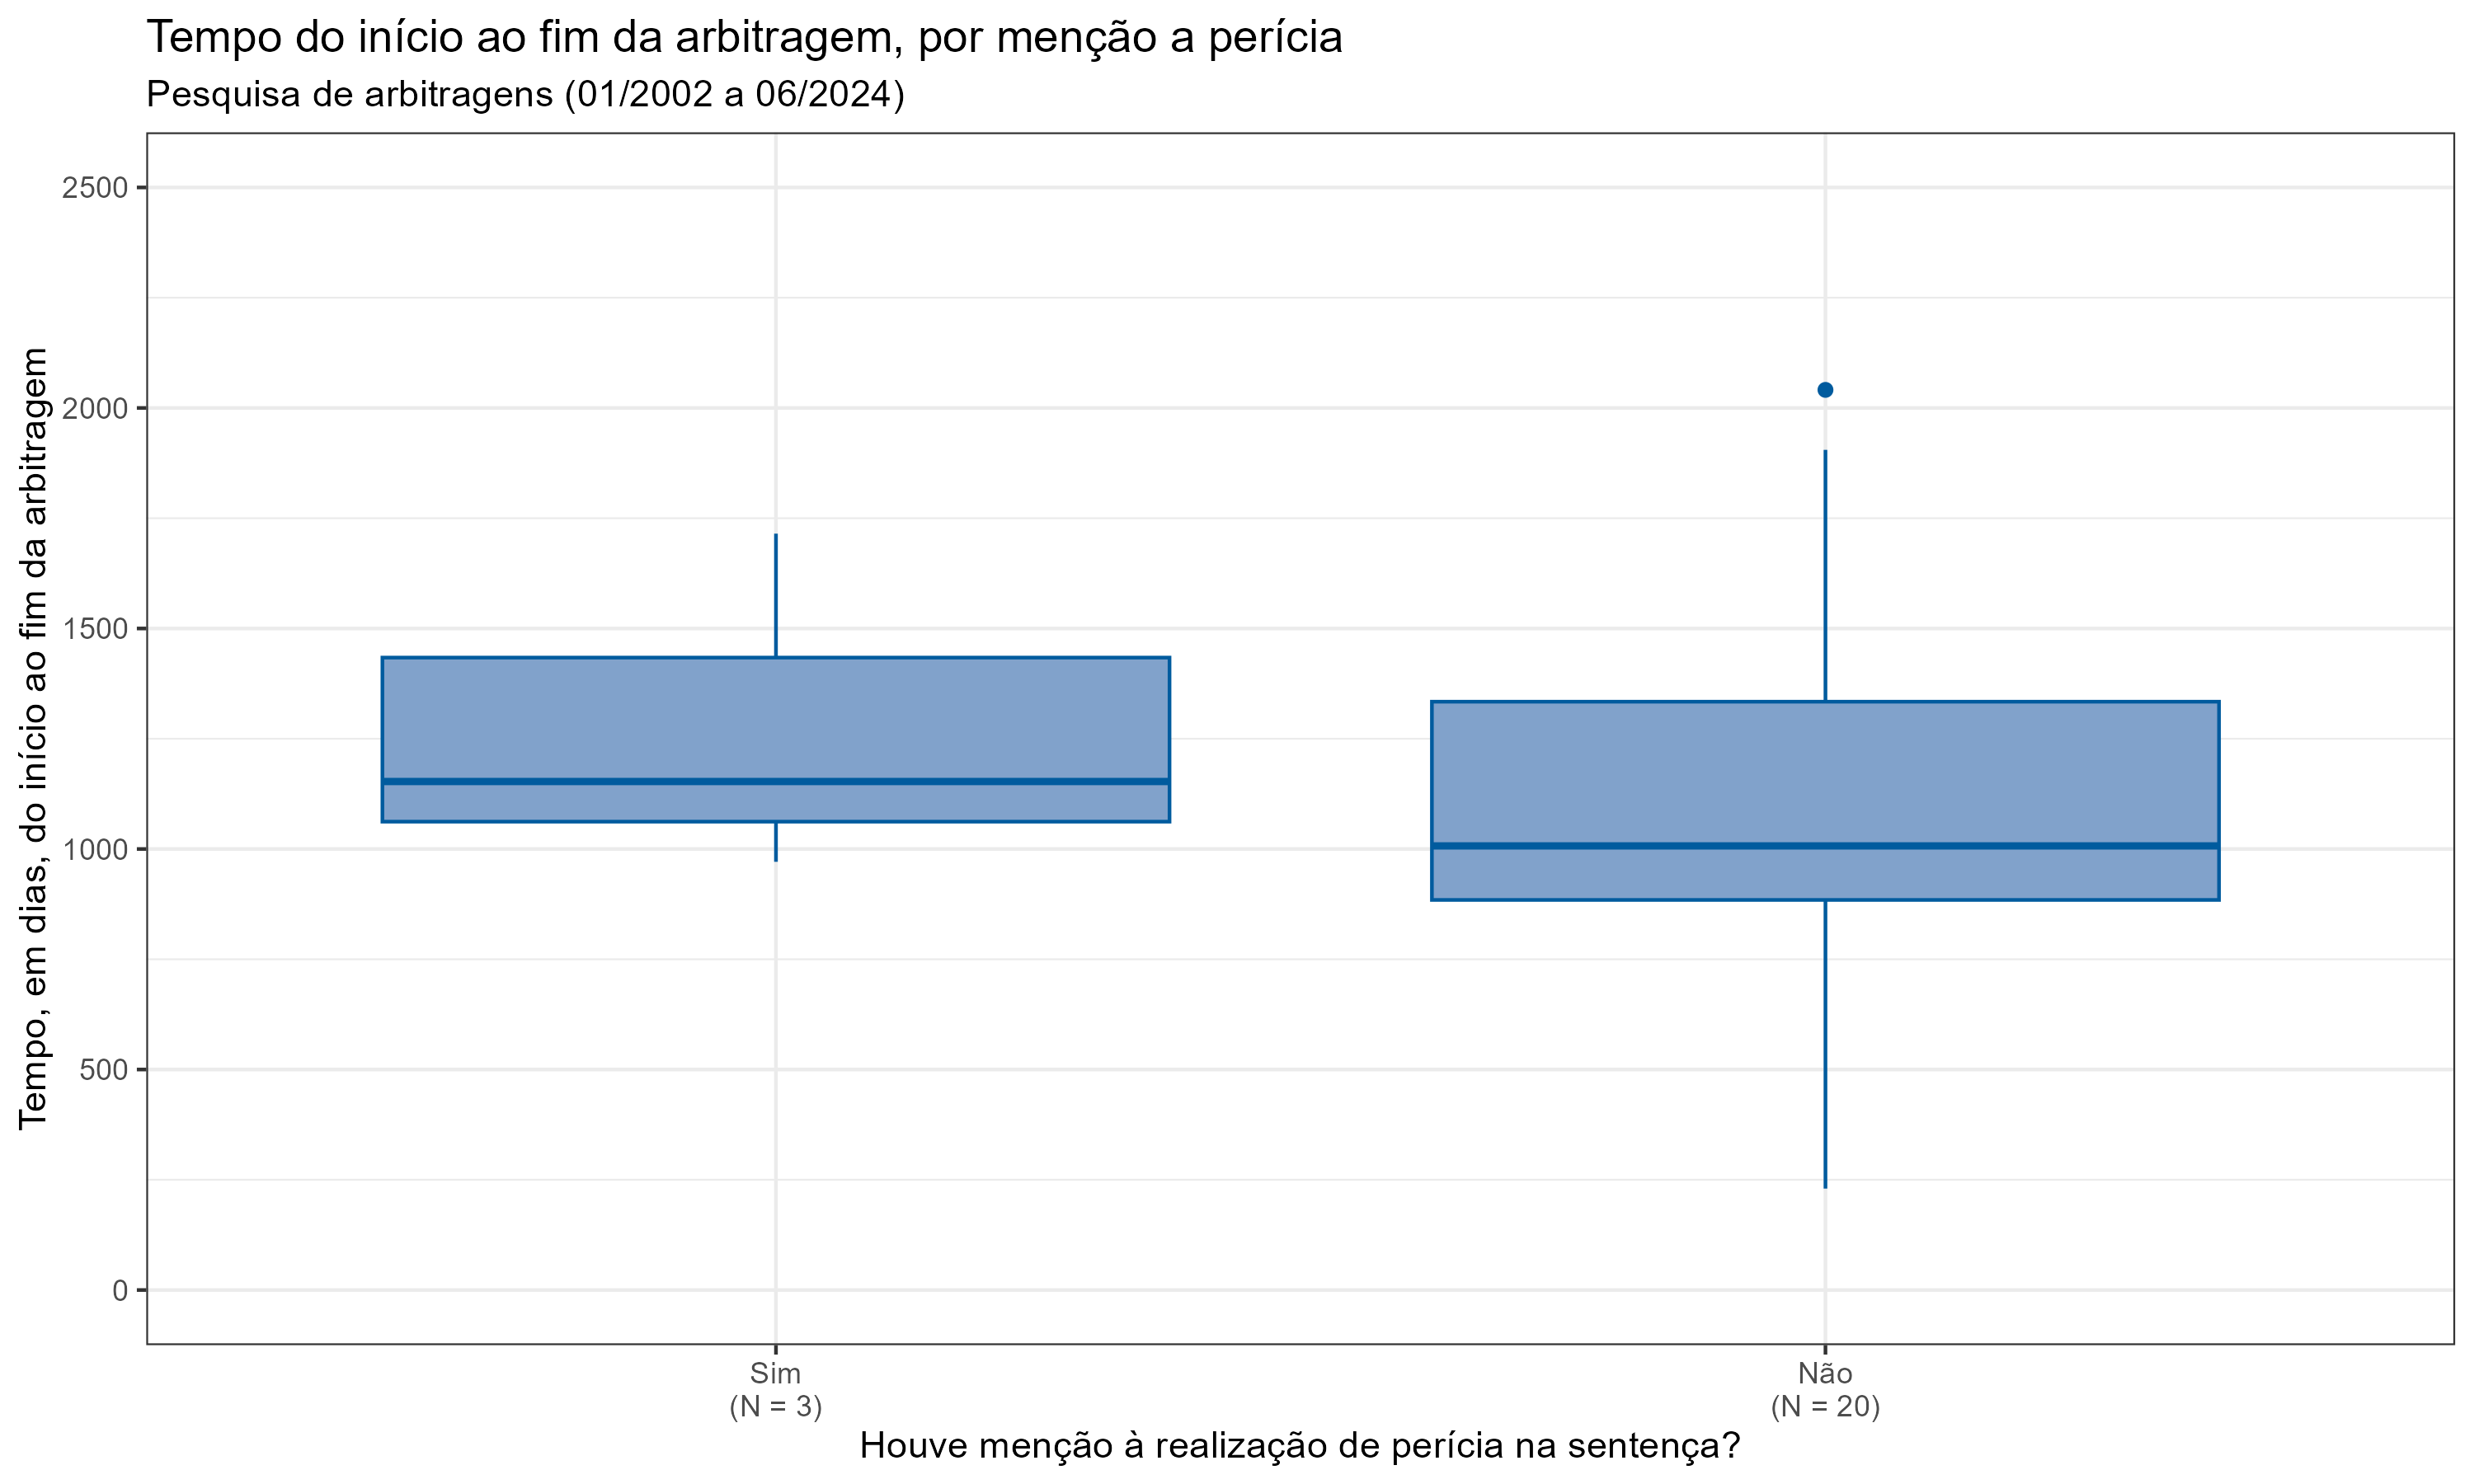 Tempo do início ao fim da arbitragem, por menção a perícia
Pesquisa de arbitragens (01/2002 a 06/2024)
Tempo, em dias, do início ao fim da arbitragem
2500
2000
1500
1000
500
0
Sim
(N = 3)
Não
(N = 20)
Houve menção à realização de perícia na sentença?